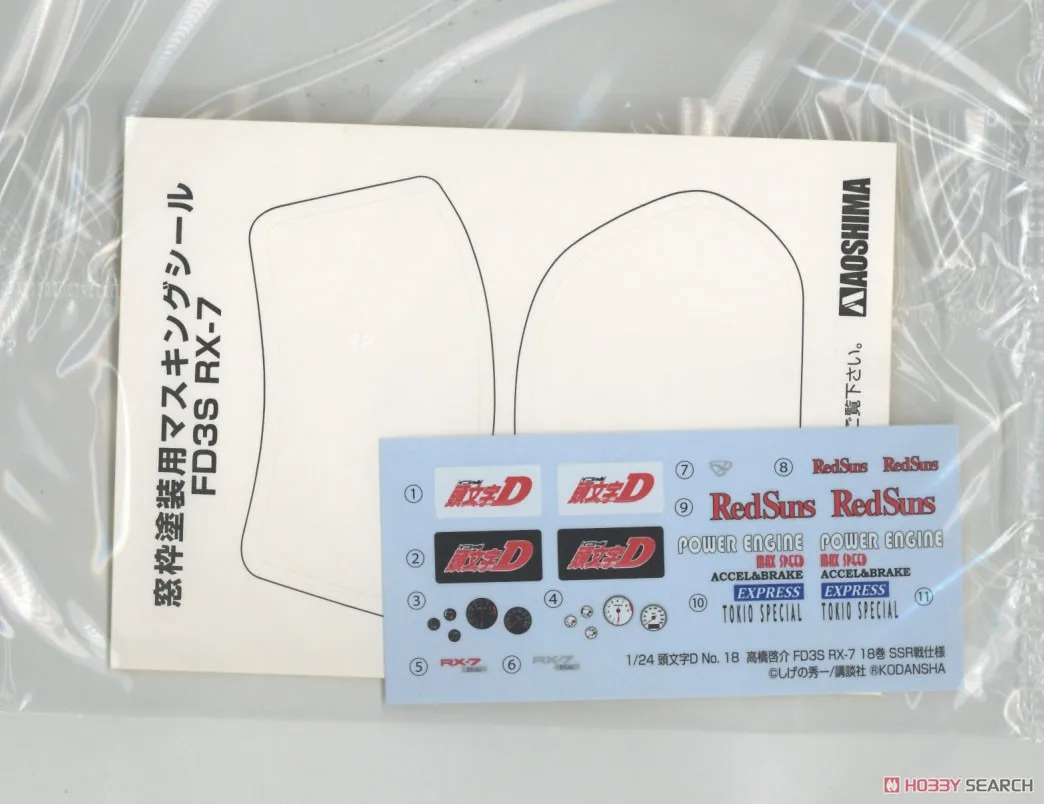 窓枠塗装用マスキングシール
FD3S RX-7
AOSHIMA
ご覧下さい。
① 頭文字D 頭文字D
② 頭文字D 頭文字D
③ ④
⑤ RX-7 ⑥ RX-7
⑦ ⑧ RedSuns RedSuns
⑨ RedSuns RedSuns
POWER ENGINE POWER ENGINE
MAX SPEED MAX SPEED
ACCEL&BRAKE ACCEL&BRAKE
EXPRESS EXPRESS
⑩ TOKIO SPECIAL TOKIO SPECIAL ⑪
1/24 頭文字D No. 18 高橋啓介 FD3S RX-7 18巻 SSR戦仕様
©しげの秀一/講談社 ®KODANSHA
HOBBY SEARCH